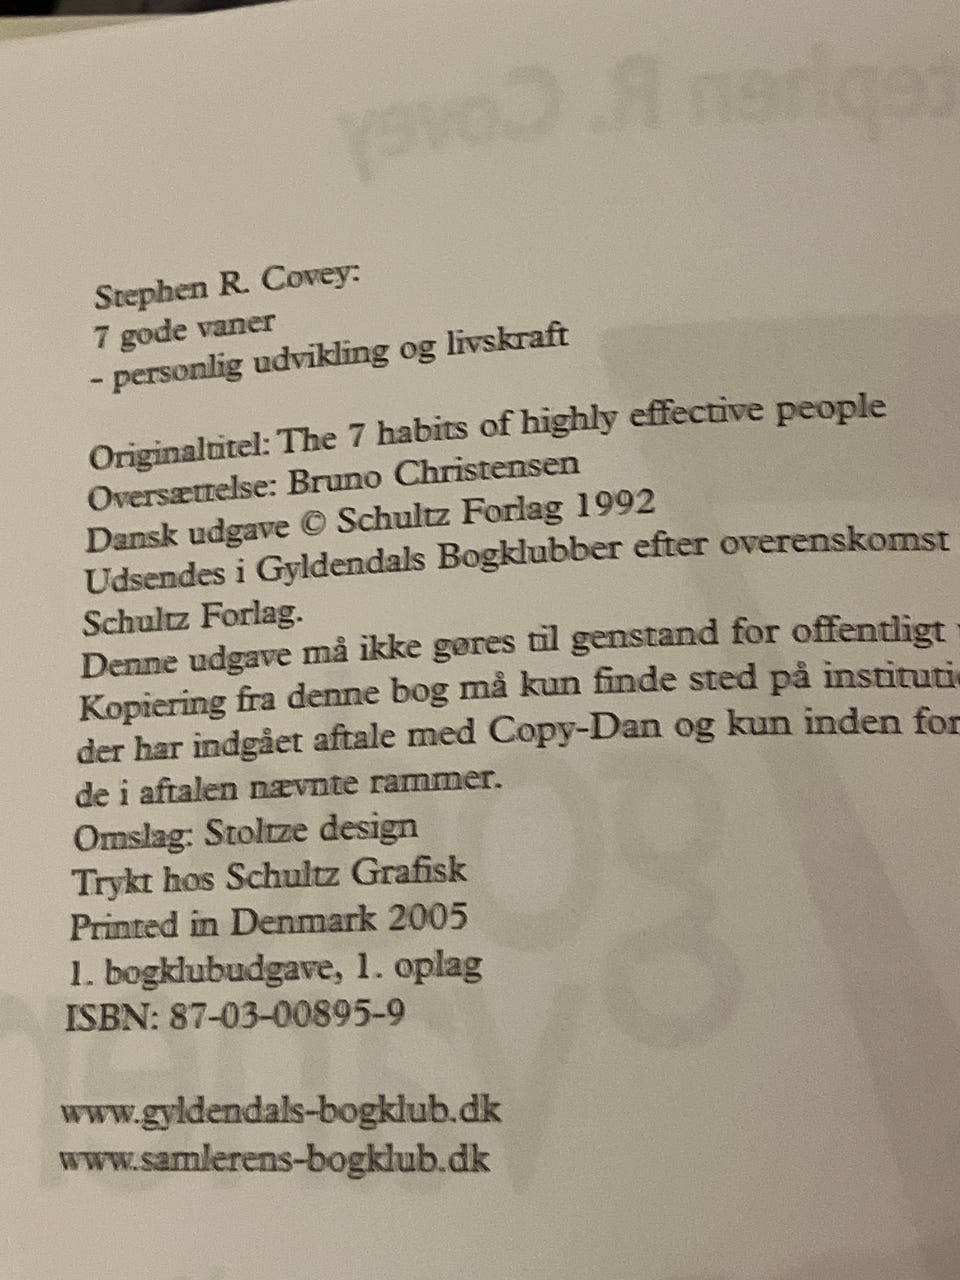 Stephen R. Covey
Stephen R. Covey:
7 gode vaner
- personlig udvikling og livskraft
Originaltitel: The 7 habits of highly effective people
Oversættelse: Bruno Christensen
Dansk udgave © Schultz Forlag 1992
Udsendes i Gyldendals Bogklubber efter overenskomst
Schultz Forlag.
Denne udgave må ikke gøres til genstand for offentligt
Kopiering fra denne bog må kun finde sted på
der har indgået aftale med Copy-Dan og kun inden for
de i aftalen nævnte rammer.
Omslag: Stoltze design
Trykt hos Schultz Grafisk
Printed in Denmark 2005
1. bogklubudgave, 1. oplag
ISBN: 87-03-00895-9
www.gyldendals-bogklub.dk
www.samlerens-bogklub.dk